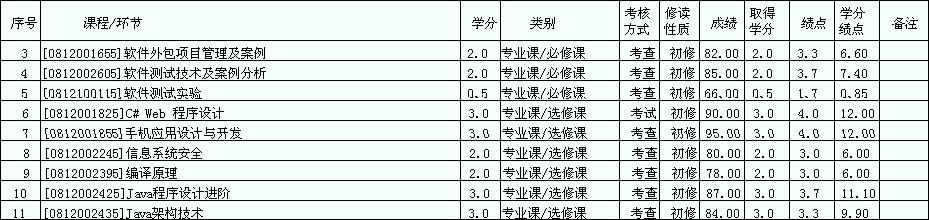 序号 课程/环节 学分 类别 考核方式 修读性质 成绩 取得学分 绩点 学分绩点 备注
3 [0812001655]软件外包项目管理及案例 2.0 专业课/必修课 考查 初修 82.00 2.0 3.3 6.60
4 [0812002605]软件测试技术及案例分析 2.0 专业课/必修课 考查 初修 85.00 2.0 3.7 7.40
5 [0812100115]软件测试实验 0.5 专业课/必修课 考查 初修 66.00 0.5 1.7 0.85
6 [0812001825]C# Web 程序设计 3.0 专业课/选修课 考试 初修 90.00 3.0 4.0 12.00
7 [0812001855]手机应用设计与开发 3.0 专业课/选修课 考查 初修 95.00 3.0 4.0 12.00
8 [0812002245]信息系统安全 2.0 专业课/选修课 考查 初修 80.00 2.0 3.0 6.00
9 [0812002395]编译原理 2.0 专业课/选修课 考查 初修 78.00 2.0 3.0 6.00
10 [0812002425]Java程序设计进阶 3.0 专业课/选修课 考查 初修 87.00 3.0 3.7 11.10
11 [0812002435]Java架构技术 3.0 专业课/选修课 考查 初修 84.00 3.0 3.3 9.90